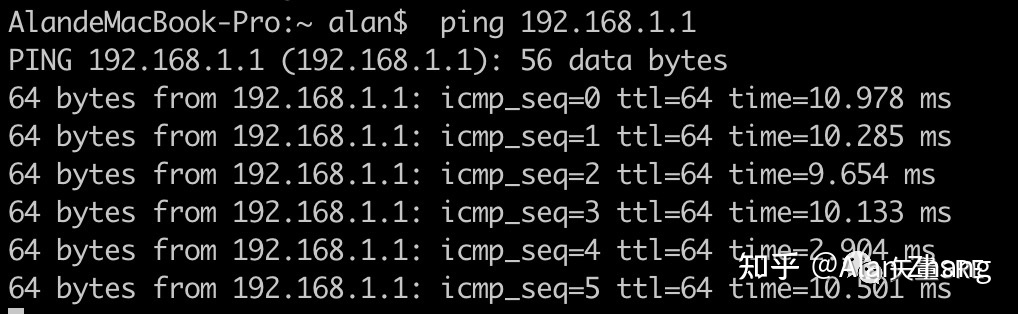 AlandeMacBook-Pro:~ alan$  ping 192.168.1.1
PING 192.168.1.1 (192.168.1.1): 56 data bytes
64 bytes from 192.168.1.1: icmp_seq=0 ttl=64 time=10.978 ms
64 bytes from 192.168.1.1: icmp_seq=1 ttl=64 time=10.285 ms
64 bytes from 192.168.1.1: icmp_seq=2 ttl=64 time=9.654 ms
64 bytes from 192.168.1.1: icmp_seq=3 ttl=64 time=10.133 ms
64 bytes from 192.168.1.1: icmp_seq=4 ttl=64 time=2.904 ms
64 bytes from 192.168.1.1: icmp_seq=5 ttl=64 time=10.501 ms
知乎 @Alan Zhang